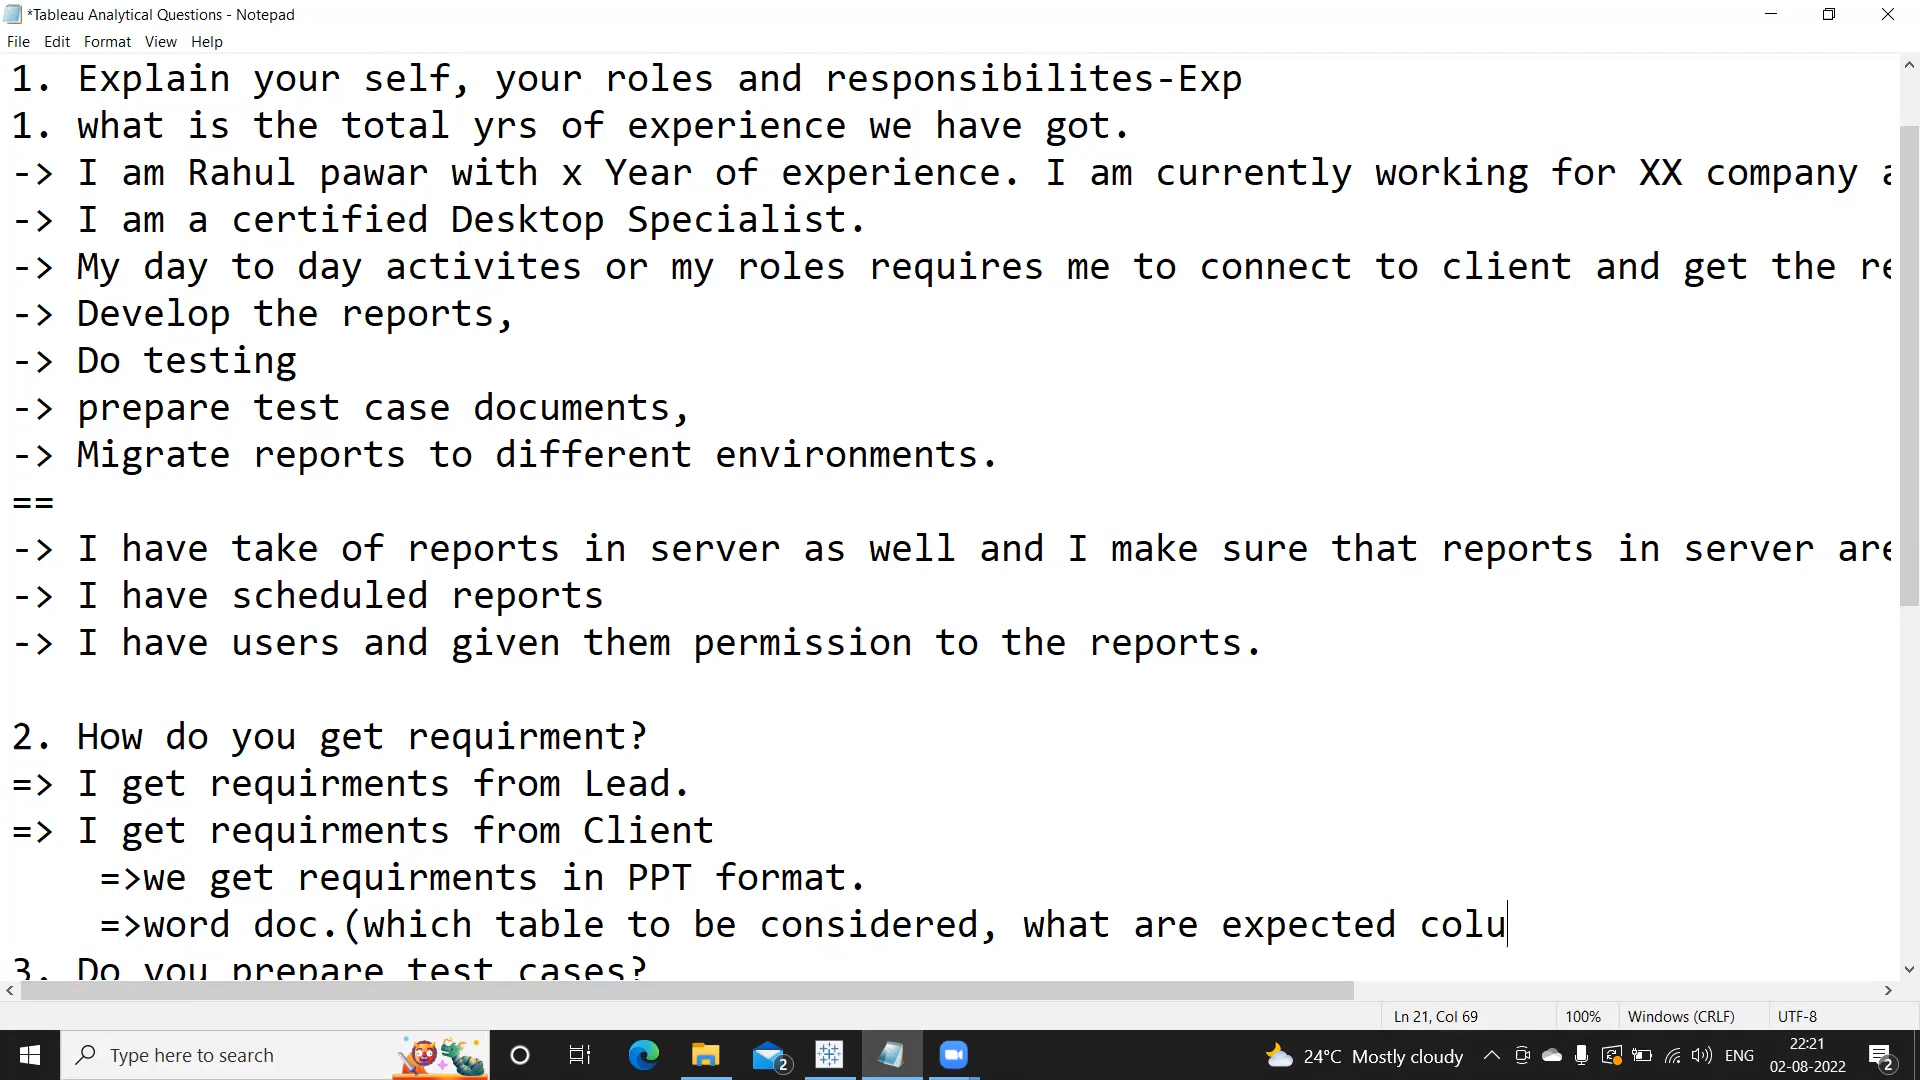 *Tableau Analytical Questions - Notepad
File Edit Format View Help
1. Explain your self, your roles and responsibilites-Exp
1. what is the total yrs of experience we have got.
-> I am Rahul pawar with x Year of experience. I am currently working for XX company a
-> I am a certified Desktop Specialist.
-> My day to day activites or my roles requires me to connect to client and get the re
-> Develop the reports,
-> Do testing
-> prepare test case documents,
-> Migrate reports to different environments.
==
-> I have take of reports in server as well and I make sure that reports in server are
-> I have scheduled reports
-> I have users and given them permission to the reports.
2. How do you get requirment?
=> I get requirments from Lead.
=> I get requirments from Client
=>we get requirments in PPT format.
=>word doc.(which table to be considered, what are expected colu
3. Do you prepare test cases?
Ln 21, Col 69 100% Windows (CRLF) UTF-8
Type here to search
2
24°C Mostly cloudy
ENG
22:21
02-08-2022
2